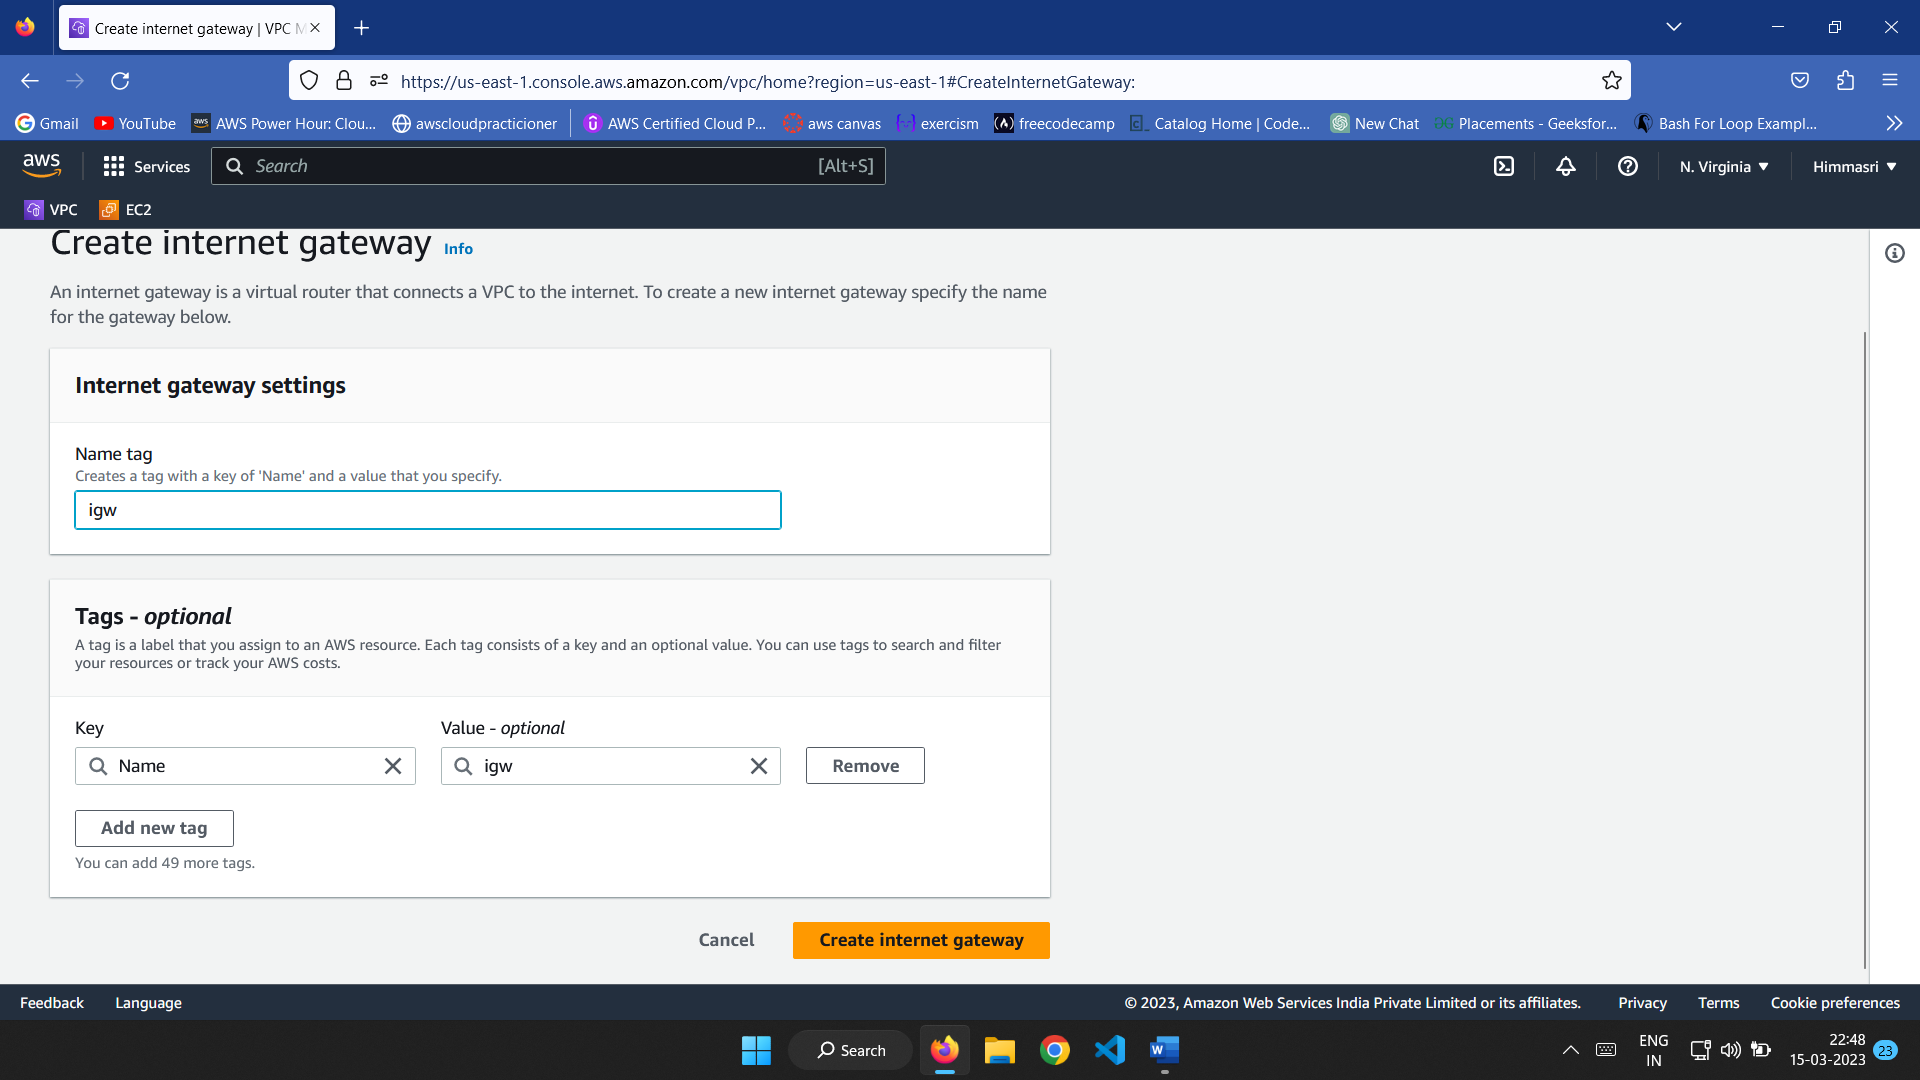 Create internet gateway | VPC M
https://us-east-1.console.aws.amazon.com/vpc/home?region=us-east-1#CreateInternetGateway:
Gmail YouTube AWS Power Hour: Clou... awscloudpracticioner AWS Certified Cloud P... aws canvas exercism freecodecamp Catalog Home | Code... New Chat Placements - Geeksfor... Bash For Loop Exampl...
aws Services Search [Alt+S] N. Virginia Himmasri
VPC EC2
Create internet gateway Info
An internet gateway is a virtual router that connects a VPC to the internet. To create a new internet gateway specify the name
for the gateway below.
Internet gateway settings
Name tag
Creates a tag with a key of 'Name' and a value that you specify.
igw
Tags - optional
A tag is a label that you assign to an AWS resource. Each tag consists of a key and an optional value. You can use tags to search and filter
your resources or track your AWS costs.
Key Value - optional
Name igw Remove
Add new tag
You can add 49 more tags.
Cancel Create internet gateway
Feedback Language © 2023, Amazon Web Services India Private Limited or its affiliates. Privacy Terms Cookie preferences
Search ENG 22:48
IN 15-03-2023 23